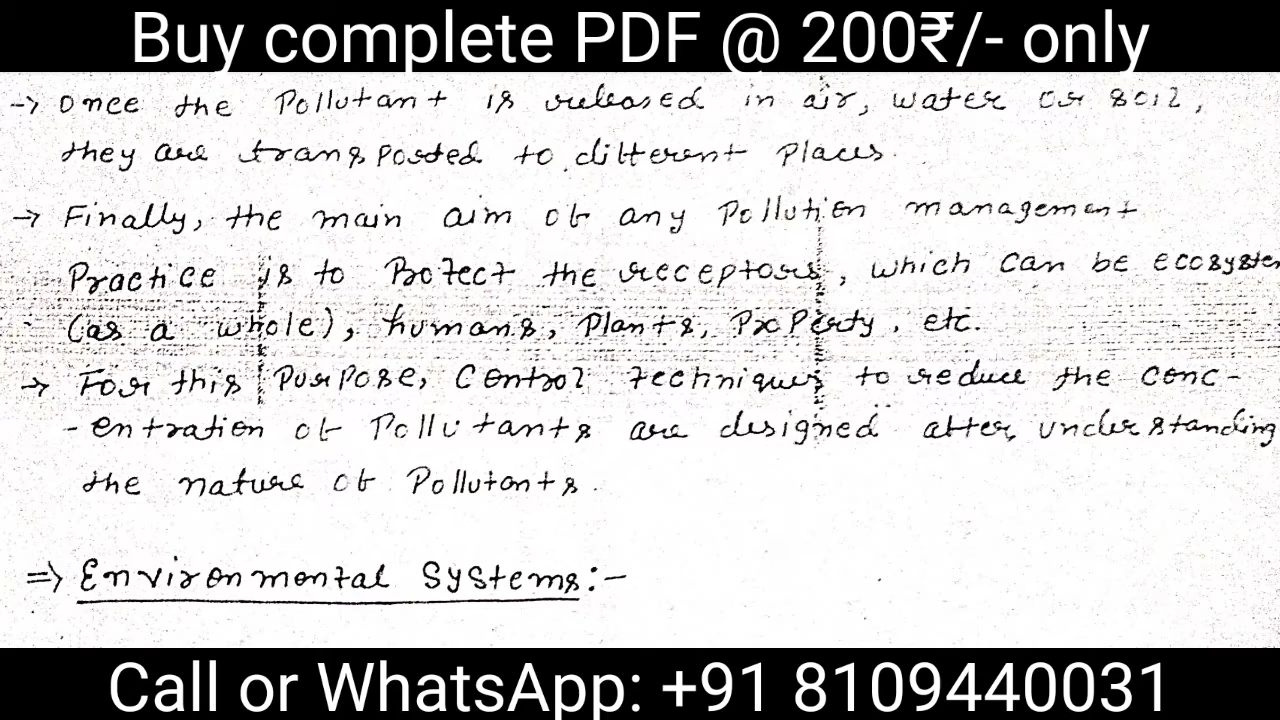 Buy complete PDF @ 200₹/- only
→ Once the Pollutant is released in air, water or soil,
they are transported to different Places.
→ Finally, the main aim of any Pollution management
Practice is to Protect the receptors, which can be ecosystem
(as a whole), humans, Plants, Property, etc.
→ For this Purpose, Control techniques to reduce the conc-
-entration of Pollutants are designed after understanding
the nature of Pollutants.
⇒ Environmental Systems:-
Call or WhatsApp: +91 8109440031